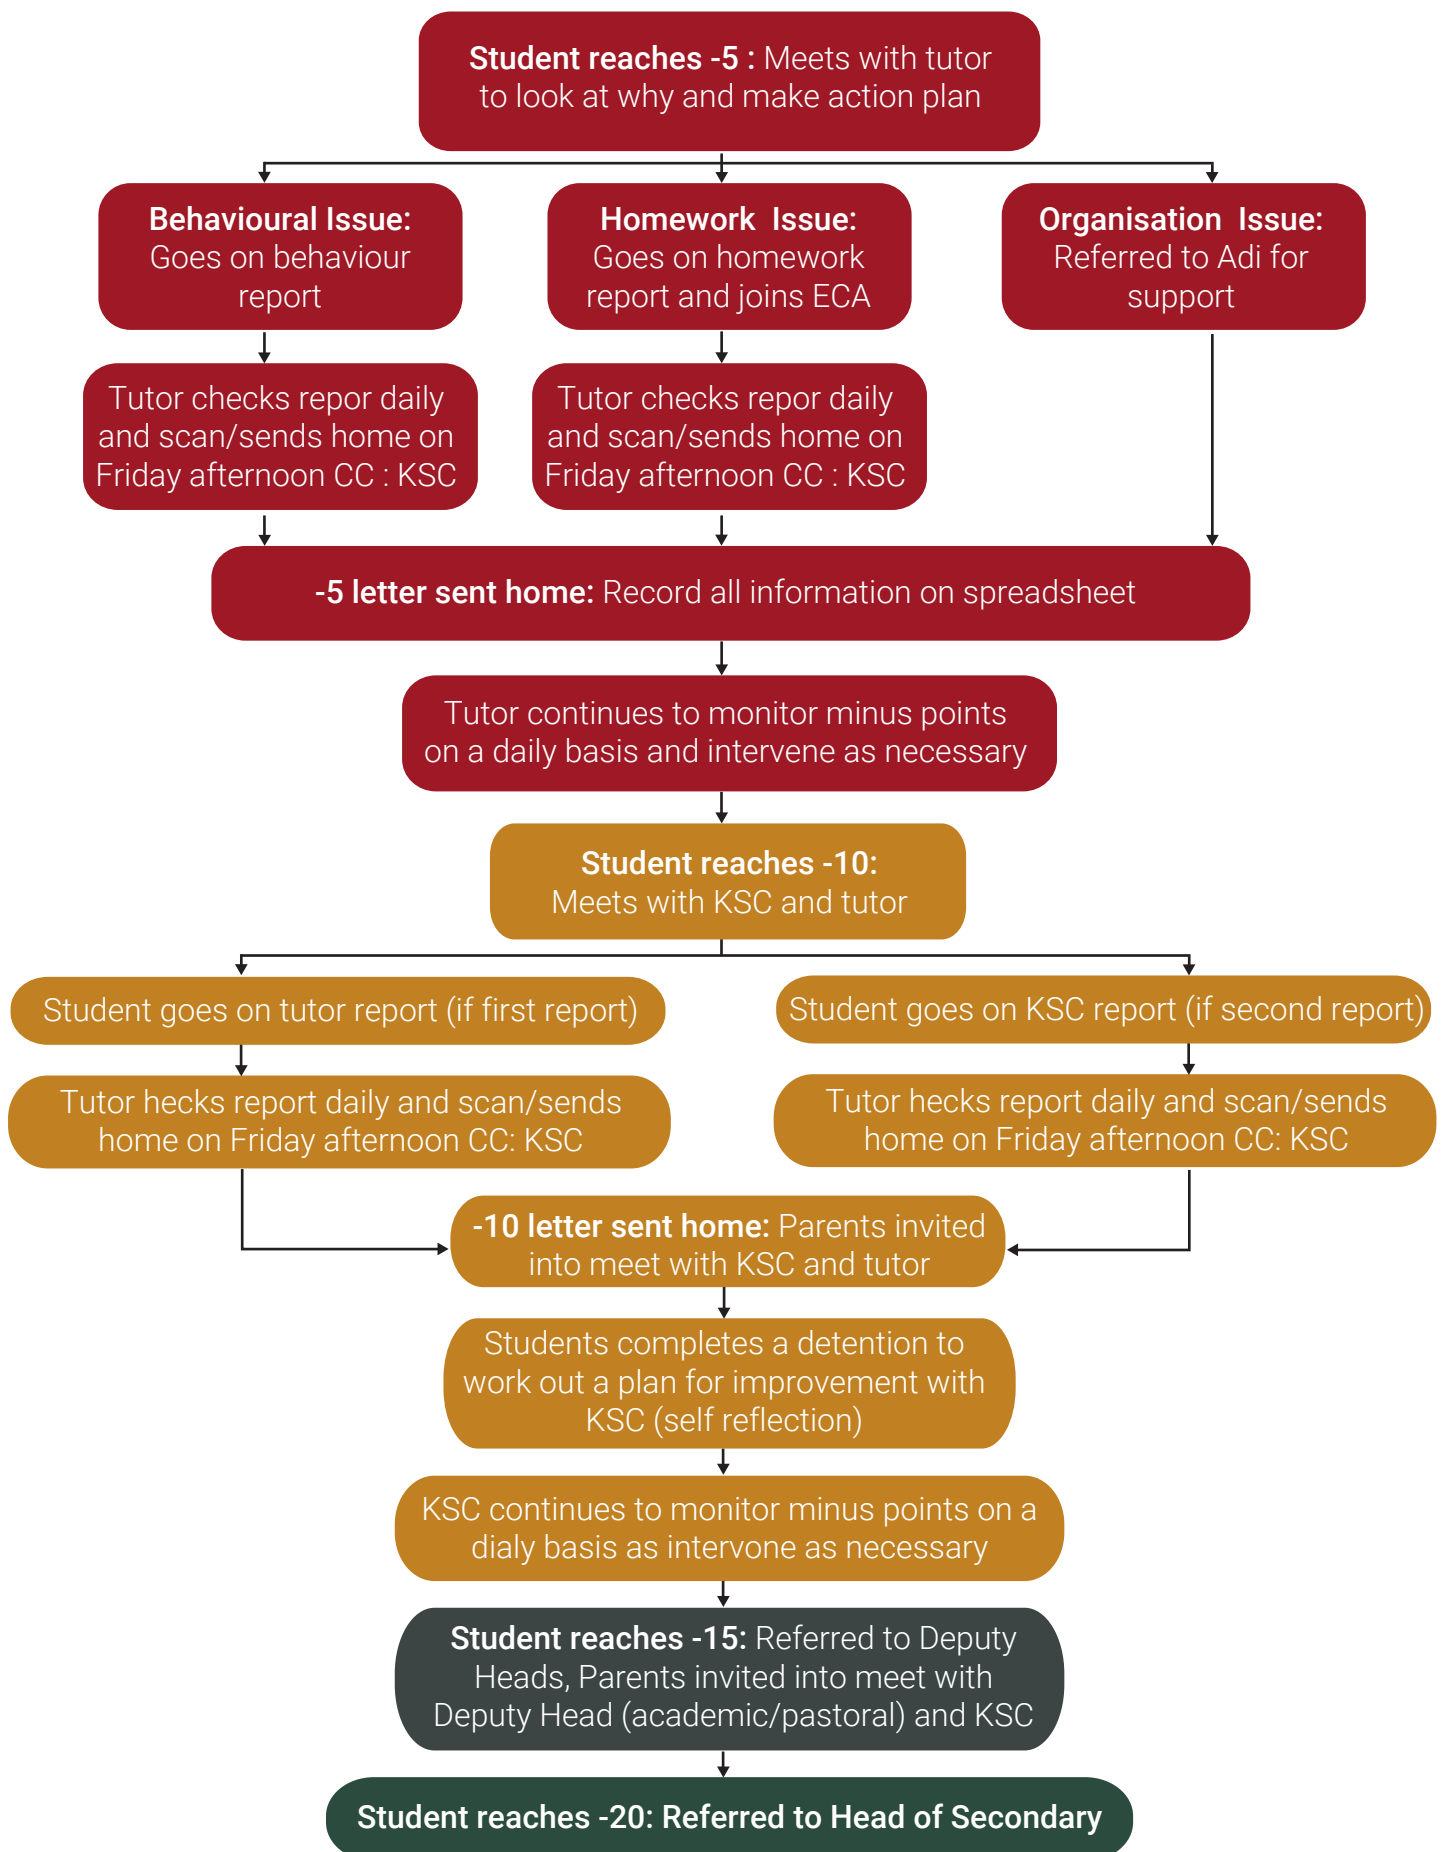 Student reaches -5 : Meets with tutor
to look at why and make action plan
Behavioural Issue:
Goes on behaviour
report
Homework Issue:
Goes on homework
report and joins ECA
Organisation Issue:
Referred to Adi for
support
Tutor checks repor daily
and scan/sends home on
Friday afternoon CC : KSC
Tutor checks repor daily
and scan/sends home on
Friday afternoon CC : KSC
-5 letter sent home: Record all information on spreadsheet
Tutor continues to monitor minus points
on a daily basis and intervene as necessary
Student reaches -10:
Meets with KSC and tutor
Student goes on tutor report (if first report)
Student goes on KSC report (if second report)
Tutor hecks report daily and scan/sends
home on Friday afternoon CC: KSC
Tutor hecks report daily and scan/sends
home on Friday afternoon CC: KSC
-10 letter sent home: Parents invited
into meet with KSC and tutor
Students completes a detention to
work out a plan for improvement with
KSC (self reflection)
KSC continues to monitor minus points on a
dialy basis as intervone as necessary
Student reaches -15: Referred to Deputy
Heads, Parents invited into meet with
Deputy Head (academic/pastoral) and KSC
Student reaches -20: Referred to Head of Secondary